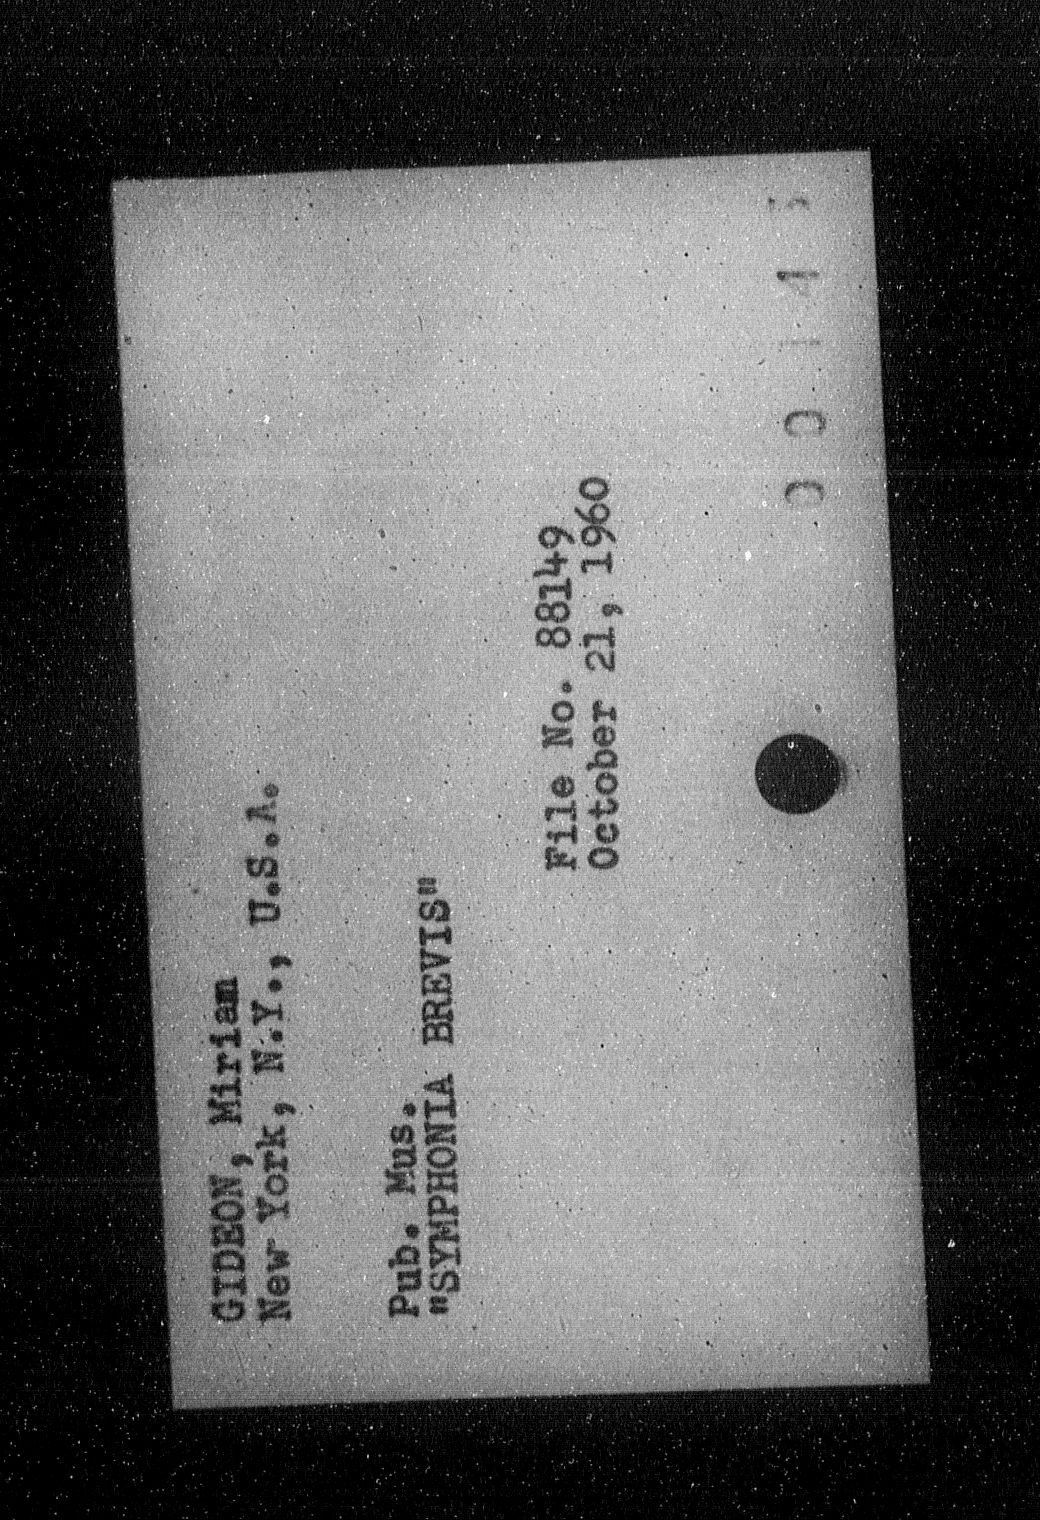 GIDEON, Miriam
New York, N.Y., U.S.A.
Pub. Mus.
"SYMPHONIA BREVIS"
File No. 88149
October 21, 1960